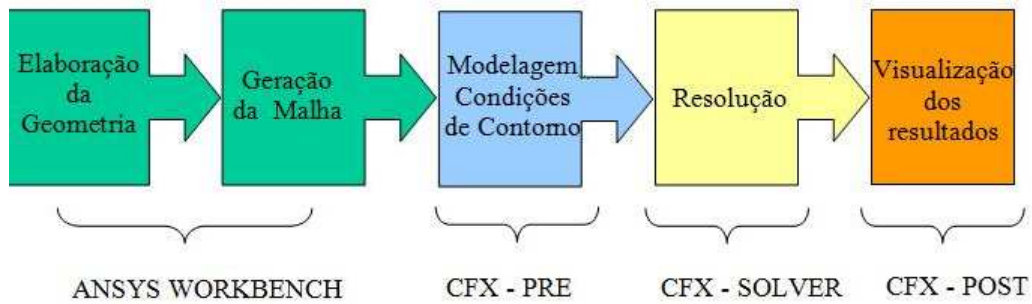 Elaboração
da
Geometria
Geração
da Malha
Modelagem
Condições
de Contorno
Resolução
Visualização
dos
resultados
ANSYS WORKBENCH
CFX - PRE
CFX - SOLVER
CFX - POST